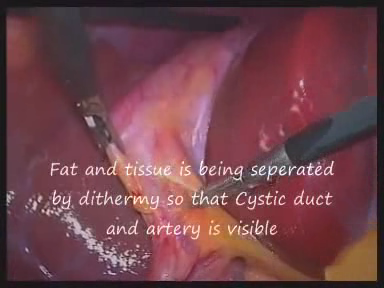 Fat and tissue is being seperated
by dithermy so that Cystic duct
and artery is visible